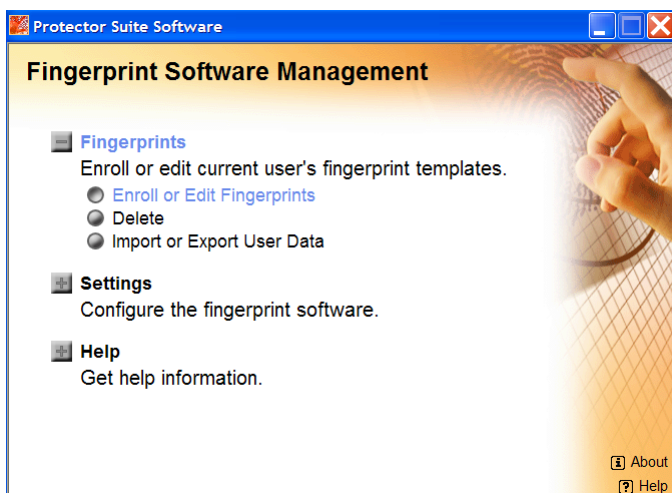 Protector Suite Software
Fingerprint Software Management
Fingerprints
Enroll or edit current user's fingerprint templates.
Enroll or Edit Fingerprints
Delete
Import or Export User Data
Settings
Configure the fingerprint software.
Help
Get help information.
About
Help